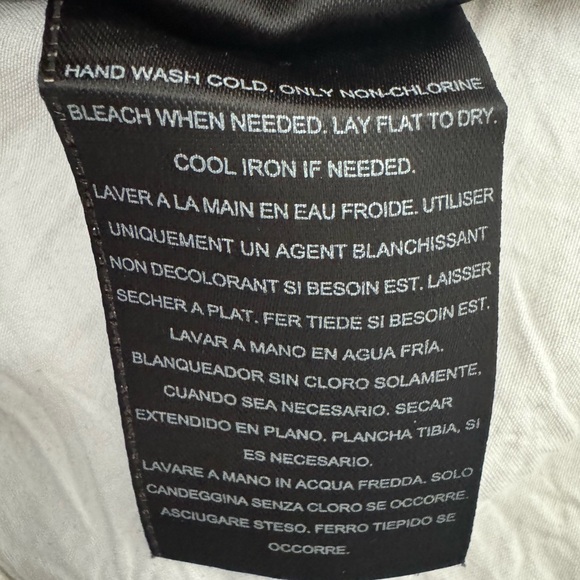 HAND WASH COLD. ONLY NON-CHLORINE
BLEACH WHEN NEEDED. LAY FLAT TO DRY.
COOL IRON IF NEEDED.
LAVER A LA MAIN EN EAU FROIDE. UTILISER
UNIQUEMENT UN AGENT BLANCHISSANT
NON DECOLORANT SI BESOIN EST. LAISSER
SECHER A PLAT. FER TIEDE SI BESOIN EST.
LAVAR A MANO EN AGUA FRÍA.
BLANQUEADOR SIN CLORO SOLAMENTE,
CUANDO SEA NECESARIO. SECAR
EXTENDIDO EN PLANO. PLANCHA TIBIA, SI
ES NECESARIO.
LAVARE A MANO IN ACQUA FREDDA. SOLO
CANDEGGINA SENZA CLORO SE OCCORRE.
ASCIUGARE STESO. FERRO TIEPIDO SE
OCCORRE.